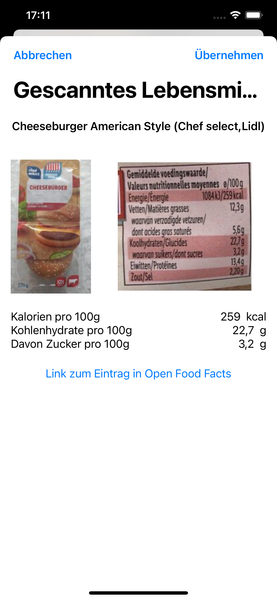 17:11
Abbrechen
Übernehmen
Gescanntes Lebensmi...
Cheeseburger American Style (Chef select,Lidl)
CHEESEBURGER
Gemiddelde voedingswaarde/
Valeurs nutritionnelles moyennes ø/100 g
Energie/Energie 1084kJ/259 kcal
Vetten/Matières grasses 12,3g
waarvan verzadigde vetzuren/
dont acides gras saturés 5,6g
Koolhydraten/Glucides 22,7g
waarvan suikers/dont sucres 3,2g
Eiwitten/Protéines 13,4g
Zout/Sel 2,20g
Kalorien pro 100g 259 kcal
Kohlenhydrate pro 100g 22,7 g
Davon Zucker pro 100g 3,2 g
Link zum Eintrag in Open Food Facts